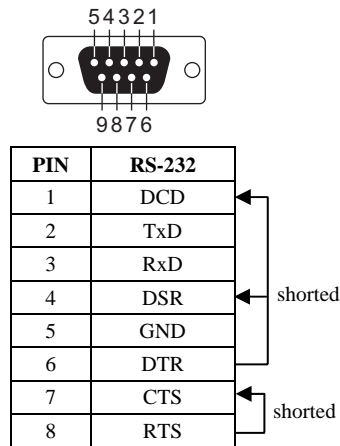 54321
9876
PIN RS-232
1 DCD
2 TxD
3 RxD
4 DSR
shorted
5 GND
6 DTR
7 CTS
shorted
8 RTS